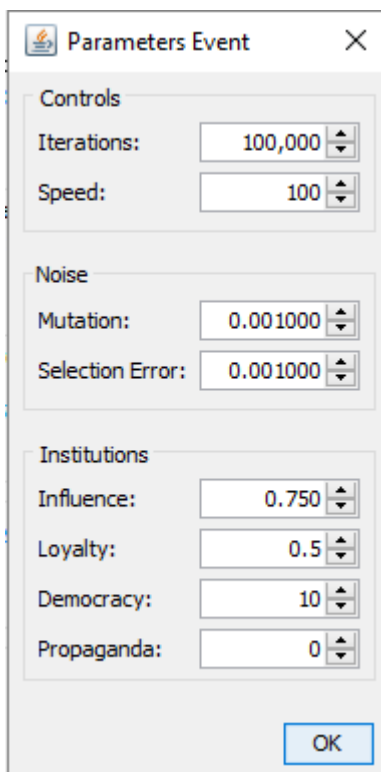 Parameters Event
Controls
Iterations: 100,000
Speed: 100
Noise
Mutation: 0.001000
Selection Error: 0.001000
Institutions
Influence: 0.750
Loyalty: 0.5
Democracy: 10
Propaganda: 0
OK